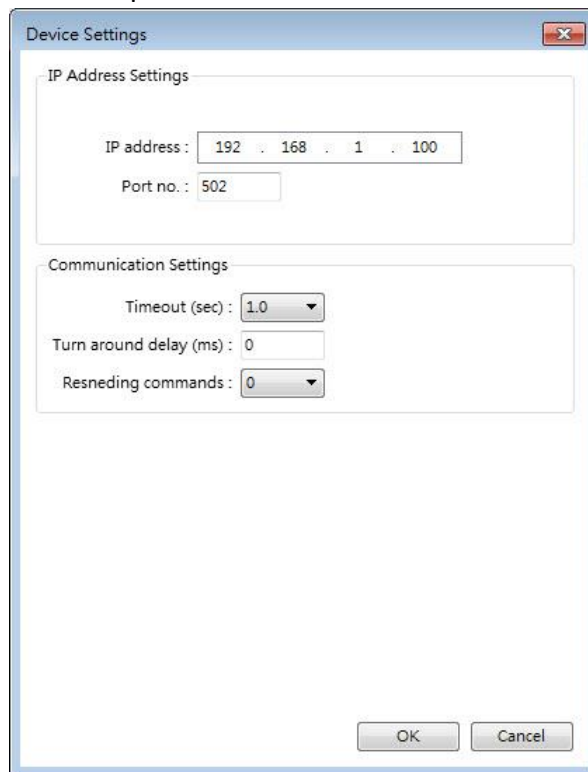 Device Settings
IP Address Settings
IP address : 192 . 168 . 1 . 100
Port no. : 502
Communication Settings
Timeout (sec) : 1.0
Turn around delay (ms) : 0
Resneding commands : 0
OK Cancel